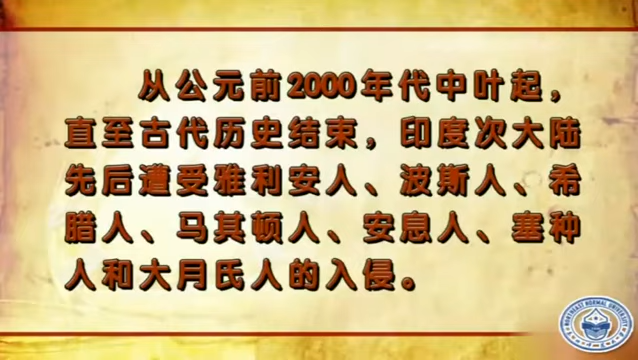 从公元前2000年代中叶起，
直至古代历史结束，印度次大陆
先后遭受雅利安人、波斯人、希
腊人、马其顿人、安息人、塞种
人和大月氏人的入侵。
NORTHEAST NORMAL UNIVERSITY